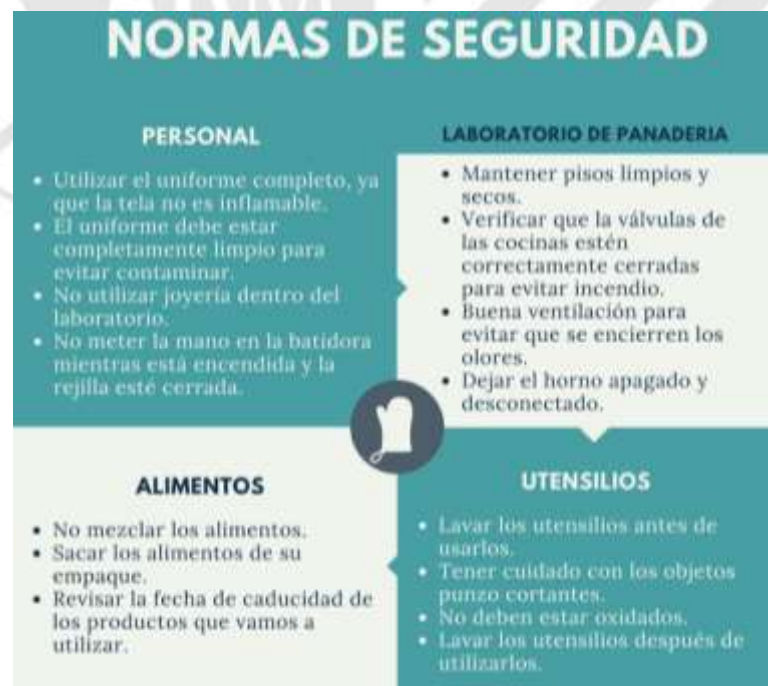 NORMAS DE SEGURIDAD
PERSONAL
• Utilizar el uniforme completo, ya
que la tela no es inflamable.
• El uniforme debe estar
completamente limpio para
evitar contaminar.
• No utilizar joyería dentro del
laboratorio.
• No meter la mano en la batidora
mientras está encendida y la
rejilla esté cerrada.
LABORATORIO DE PANADERIA
• Mantener pisos limpios y
secos.
• Verificar que la válvulas de
las cocinas estén
correctamente cerradas
para evitar incendio.
• Buena ventilación para
evitar que se encierren los
olores.
• Dejar el horno apagado y
desconectado.
ALIMENTOS
• No mezclar los alimentos.
• Sacar los alimentos de su
empaque.
• Revisar la fecha de caducidad de
los productos que vamos a
utilizar.
UTENSILIOS
• Lavar los utensilios antes de
usarlos.
• Tener cuidado con los objetos
punzo cortantes.
• No deben estar oxidados.
• Lavar los utensilios después de
utilizarlos.